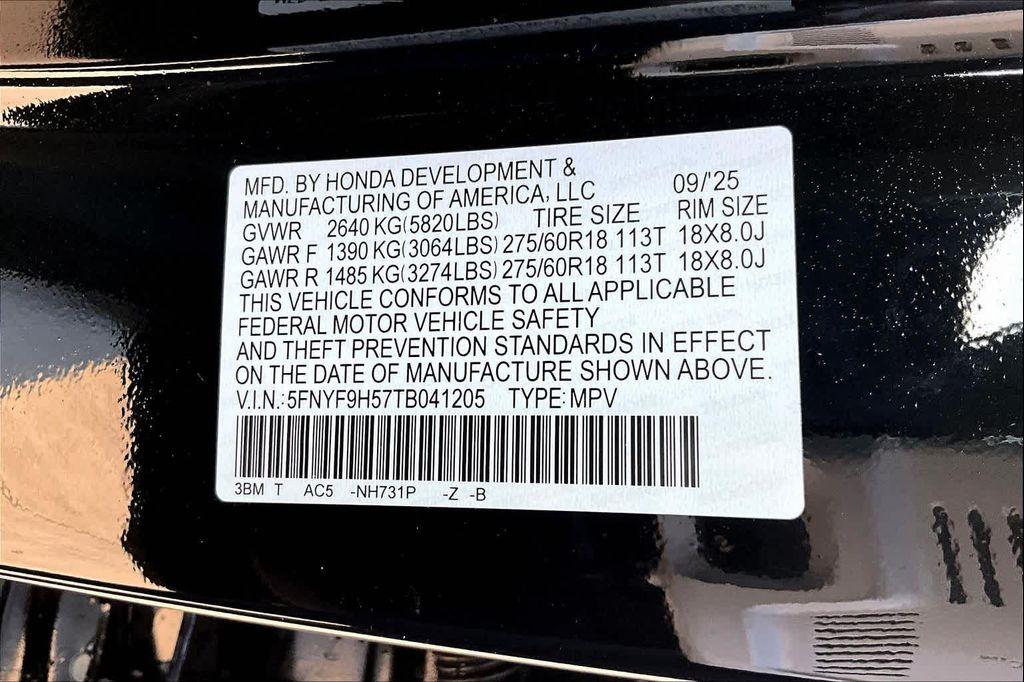 MFD. BY HONDA DEVELOPMENT &
MANUFACTURING OF AMERICA, LLC 09/'25
GVWR 2640 KG(5820LBS) TIRE SIZE RIM SIZE
GAWR F 1390 KG(3064LBS) 275/60R18 113T 18X8.0J
GAWR R 1485 KG(3274LBS) 275/60R18 113T 18X8.0J
THIS VEHICLE CONFORMS TO ALL APPLICABLE
FEDERAL MOTOR VEHICLE SAFETY
AND THEFT PREVENTION STANDARDS IN EFFECT
ON THE DATE OF MANUFACTURE SHOWN ABOVE.
V.I.N.: 5FNYF9H57TB041205 TYPE: MPV
3BM T AC5 -NH731P -Z -B